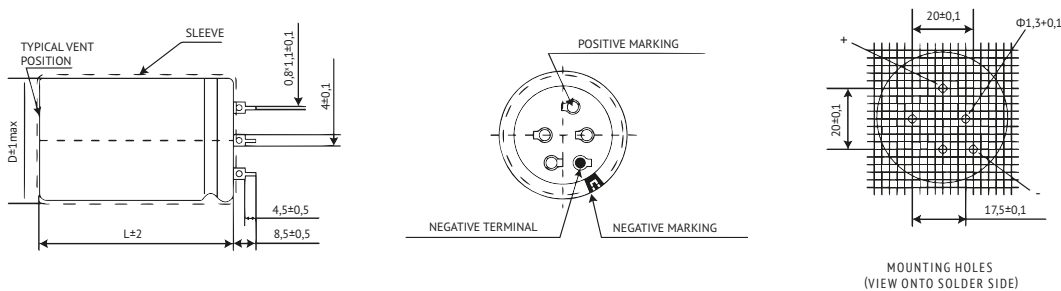 TYPICAL VENT
POSITION
SLEEVE
0,8*1,1±0,1
4±0,1
D±1max
4,5±0,5
L±2
8,5±0,5
POSITIVE MARKING
NEGATIVE TERMINAL
NEGATIVE MARKING
20±0,1
Φ1,3+0,1
+
20±0,1
-
17,5±0,1
MOUNTING HOLES
(VIEW ONTO SOLDER SIDE)